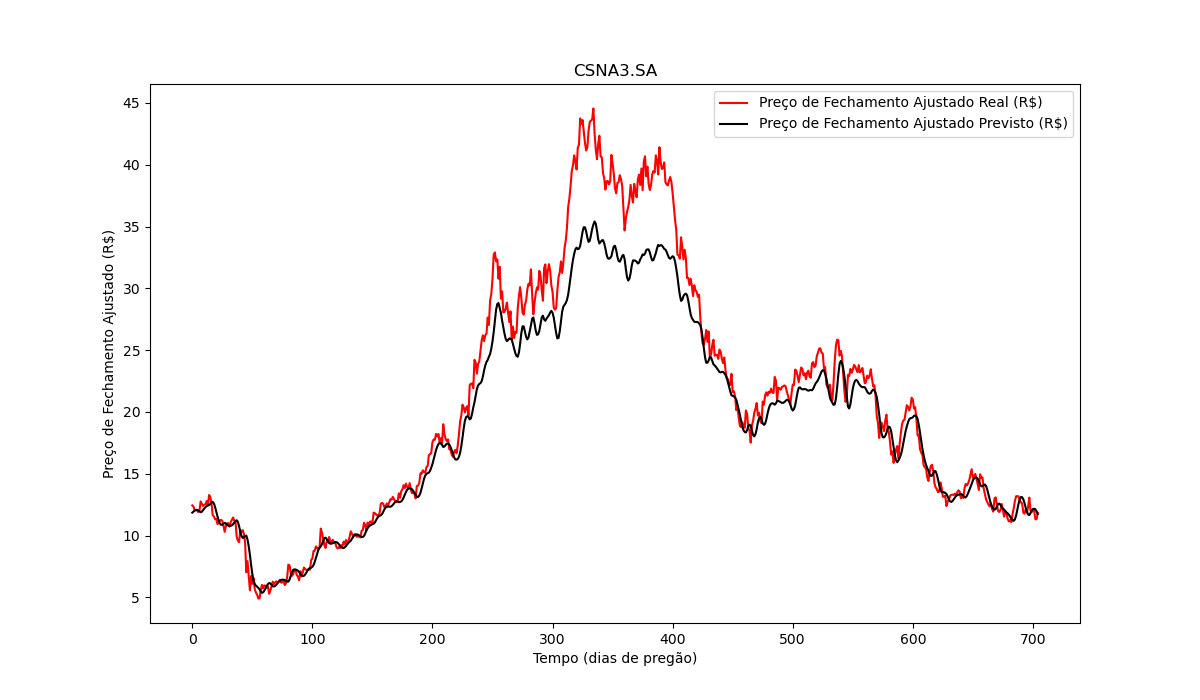 CSNA3.SA
Preço de Fechamento Ajustado Real (R$)
Preço de Fechamento Ajustado Previsto (R$)
Preço de Fechamento Ajustado (R$)
45
40
35
30
25
20
15
10
5
0 100 200 300 400 500 600 700
Tempo (dias de pregão)